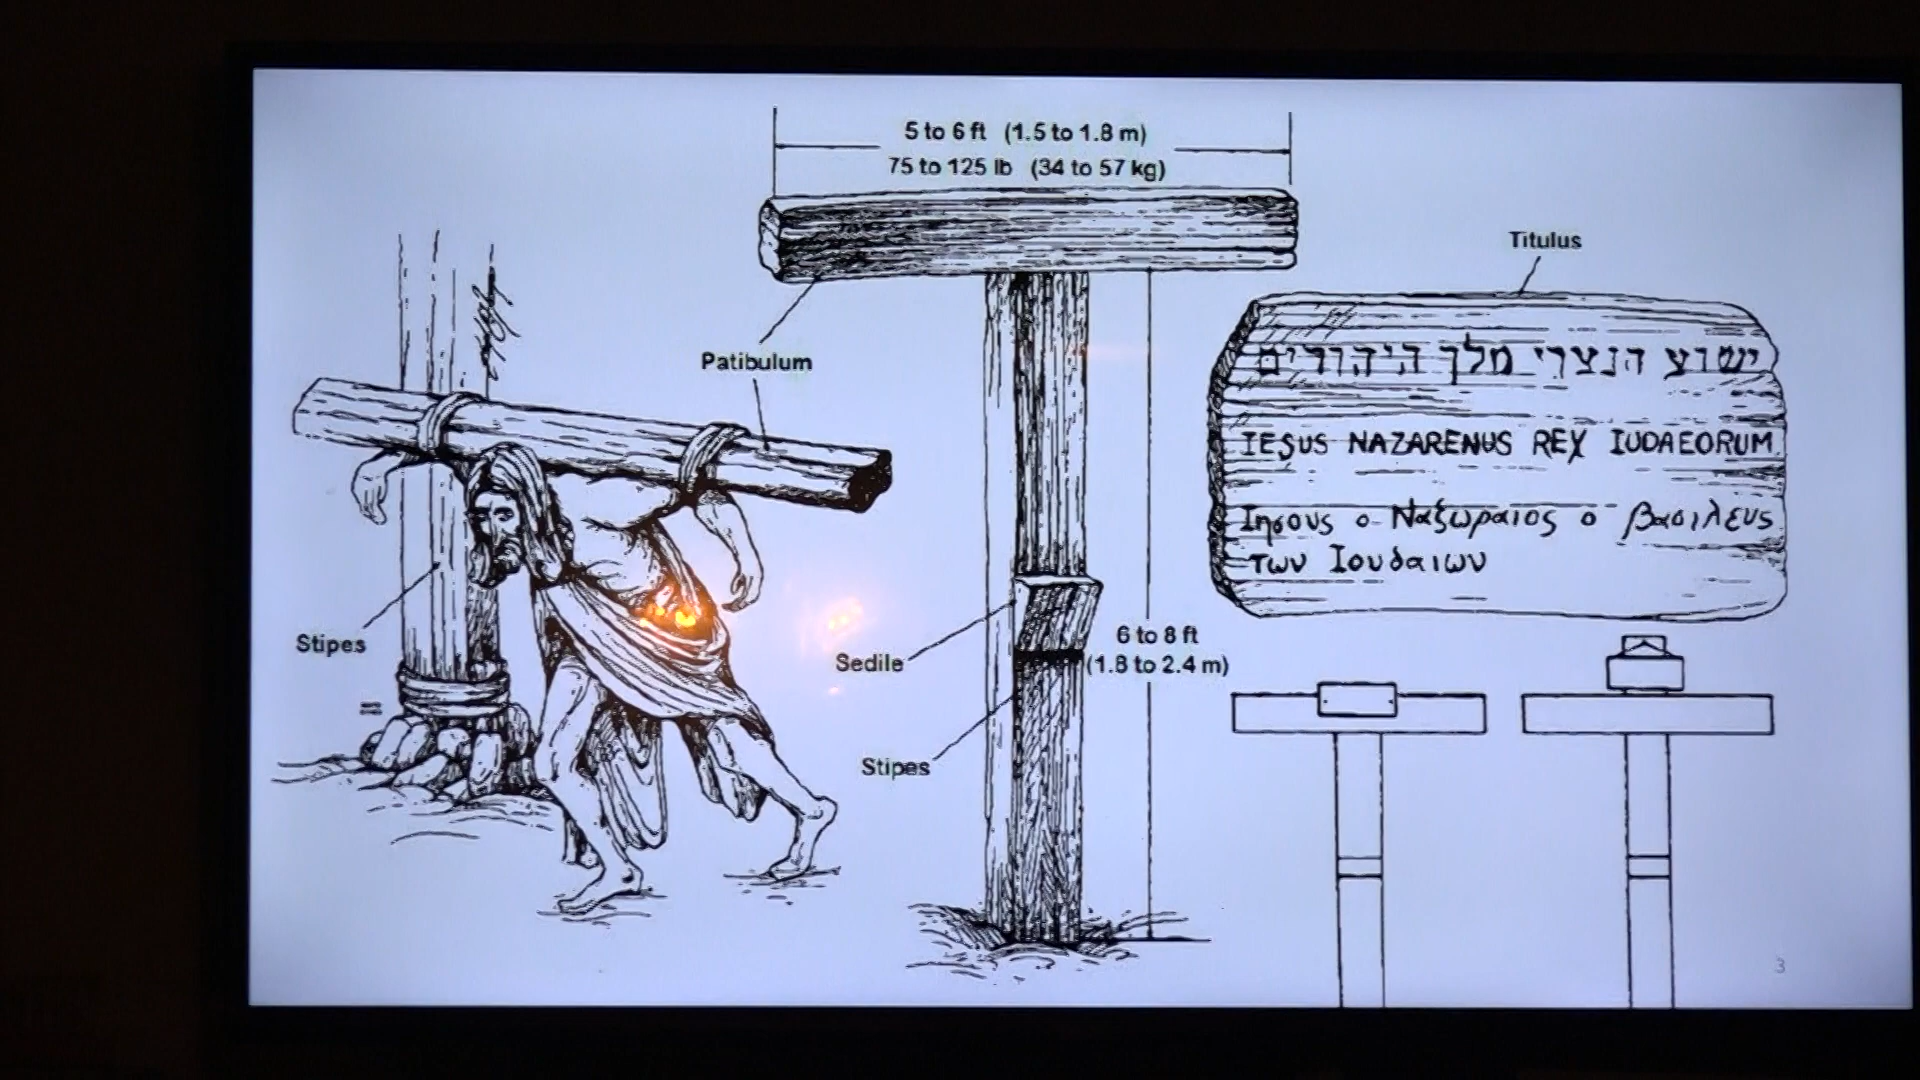 5 to 6 ft (1.5 to 1.8 m)
75 to 125 lb (34 to 57 kg)
Titulus
Patibulum
ישוע הנצרי מלך היהודים
IESUS NAZARENUS REX IUDAEORUM
Ιησους ο Ναζωραιος ο βασιλευς
των Ιουδαιων
Stipes
Sedile
6 to 8 ft
(1.8 to 2.4 m)
Stipes
3